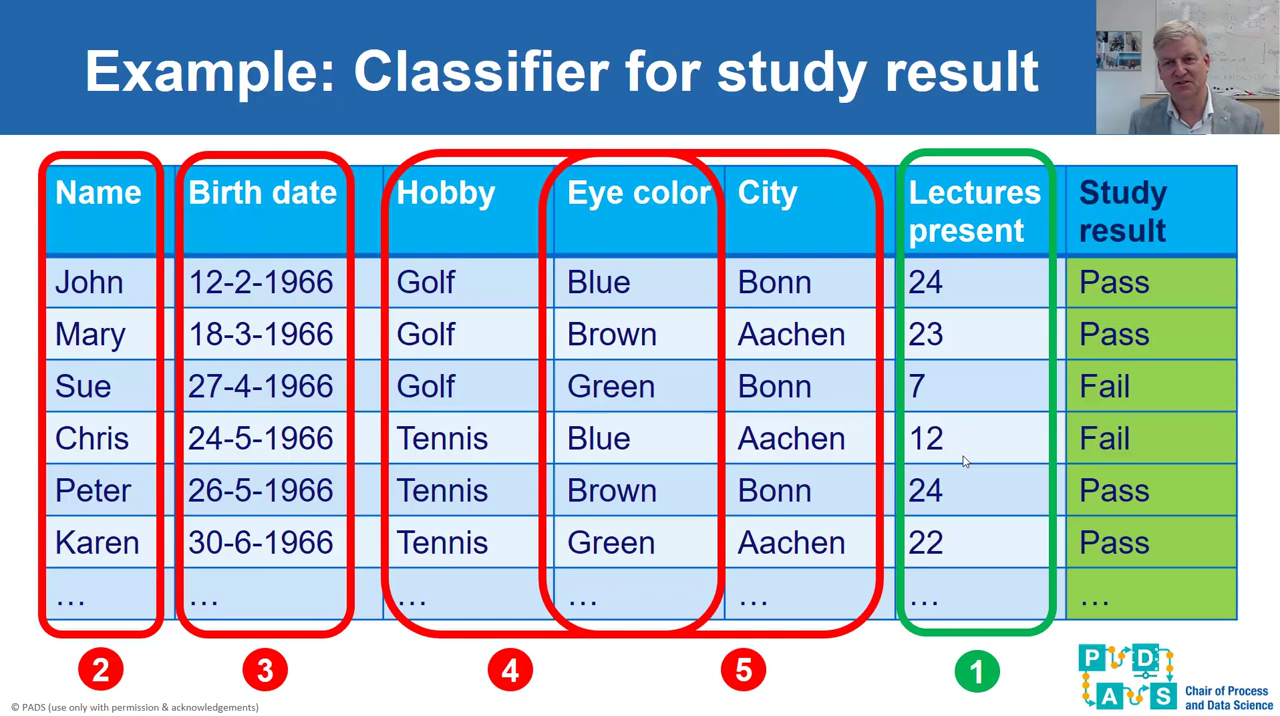 Example: Classifier for study result
Name Birth date Hobby Eye color City Lectures present Study result
John 12-2-1966 Golf Blue Bonn 24 Pass
Mary 18-3-1966 Golf Brown Aachen 23 Pass
Sue 27-4-1966 Golf Green Bonn 7 Fail
Chris 24-5-1966 Tennis Blue Aachen 12 Fail
Peter 26-5-1966 Tennis Brown Bonn 24 Pass
Karen 30-6-1966 Tennis Green Aachen 22 Pass
… … … … … … …
2 3 4 5 1
P D
A S
Chair of Process
and Data Science
© PADS (use only with permission & acknowledgements)